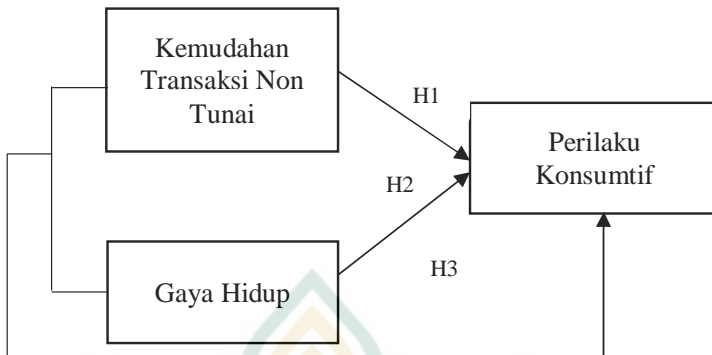 Kemudahan
Transaksi Non
Tunai
H1
Perilaku
Konsumtif
H2
Gaya Hidup
H3